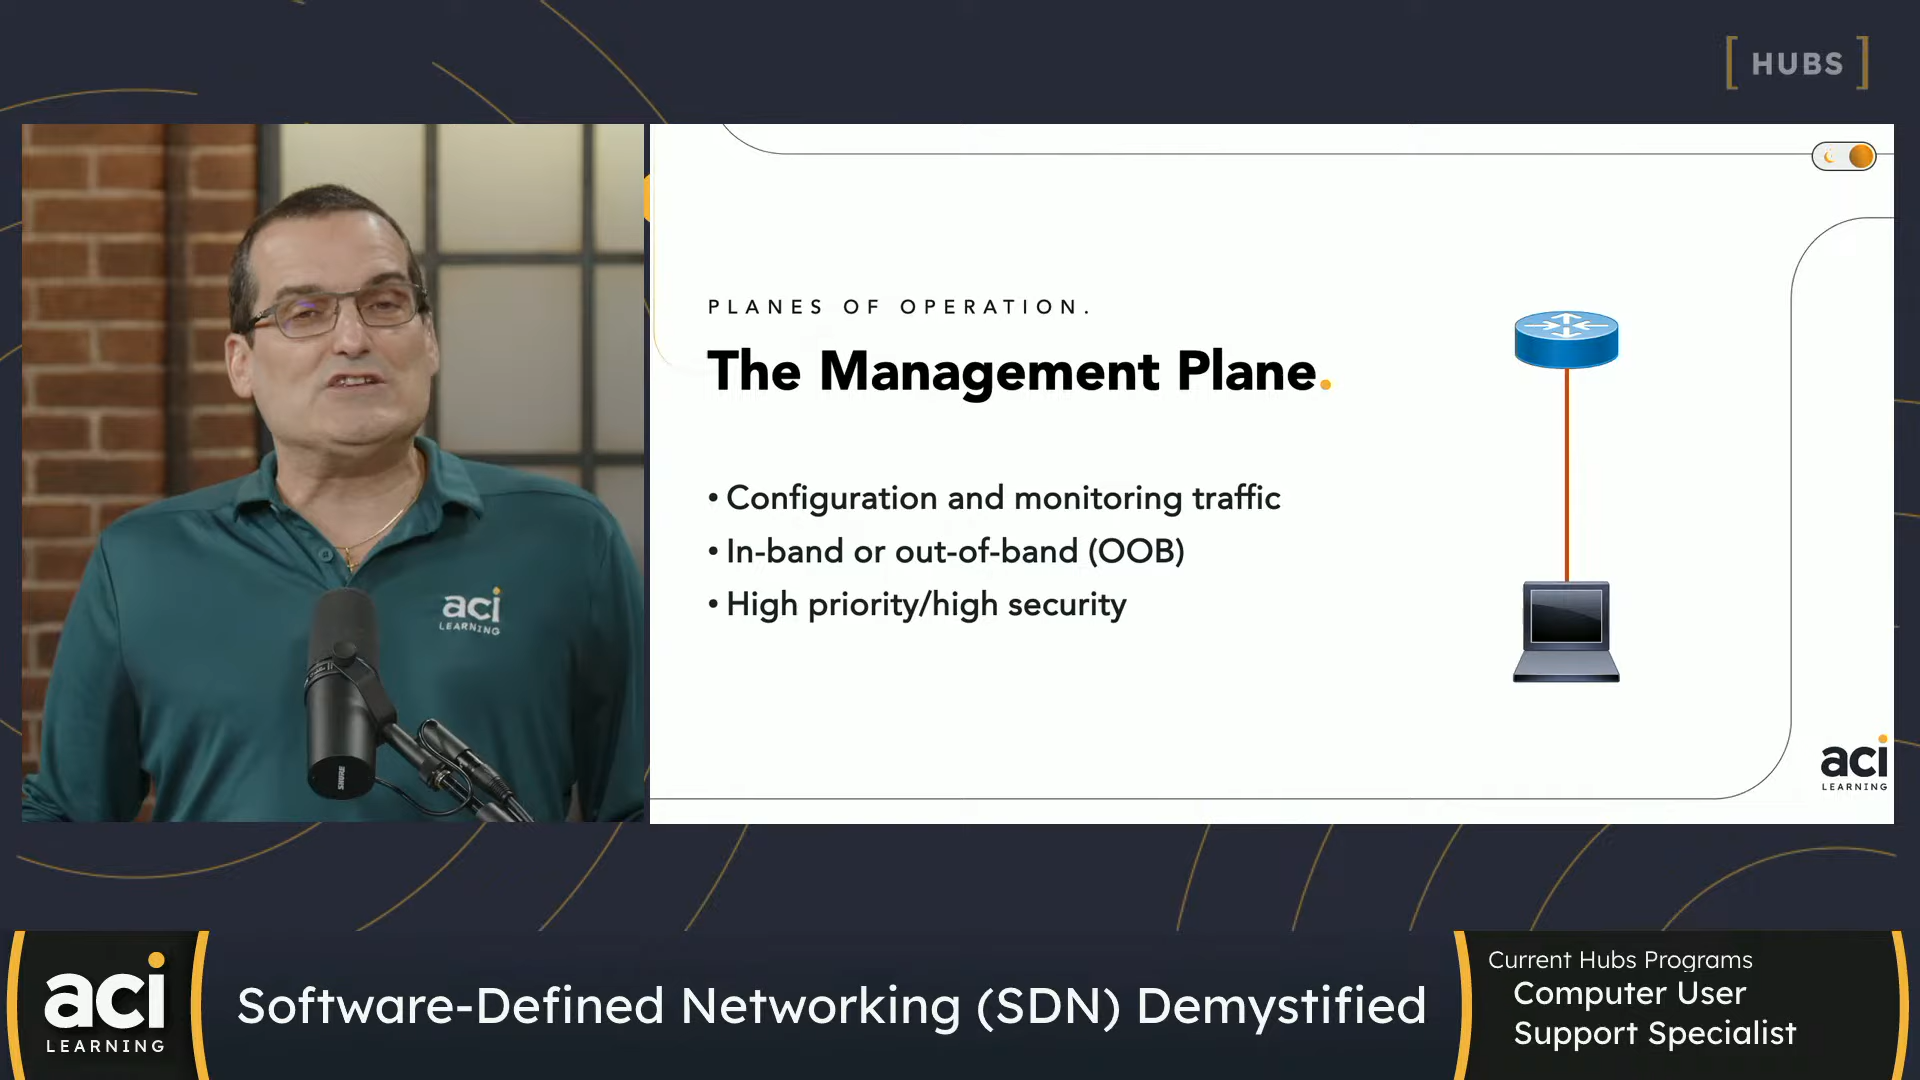 [ HUBS ]
PLANES OF OPERATION.
The Management Plane.
• Configuration and monitoring traffic
• In-band or out-of-band (OOB)
• High priority/high security
aci
LEARNING
SHURE
aci
LEARNING
aci
LEARNING
Software-Defined Networking (SDN) Demystified
Current Hubs Programs
Computer User
Support Specialist